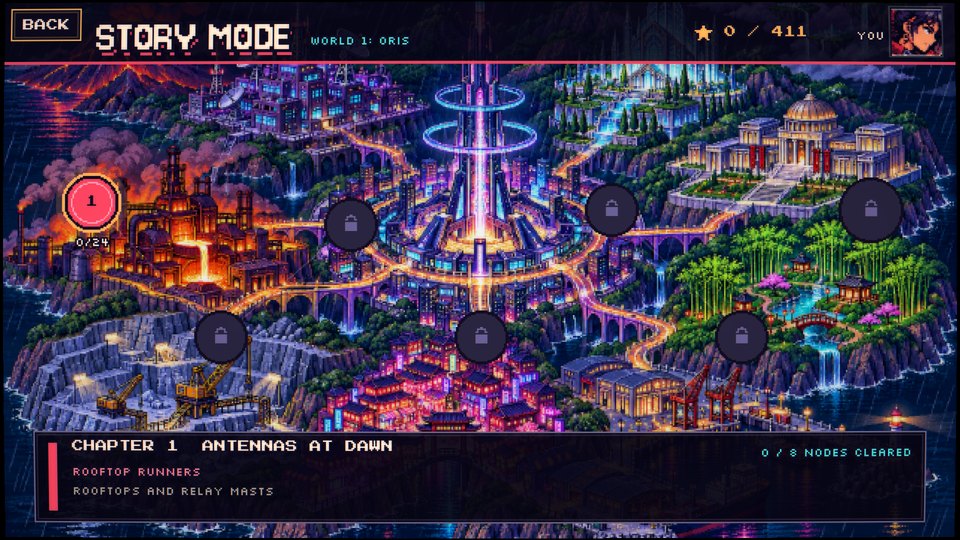 BACK
STORY MODE
WORLD 1: ORIS
0 / 411
YOU
1
0/24
CHAPTER 1 ANTENNAS AT DAWN
0 / 8 NODES CLEARED
ROOFTOP RUNNERS
ROOFTOPS AND RELAY MASTS